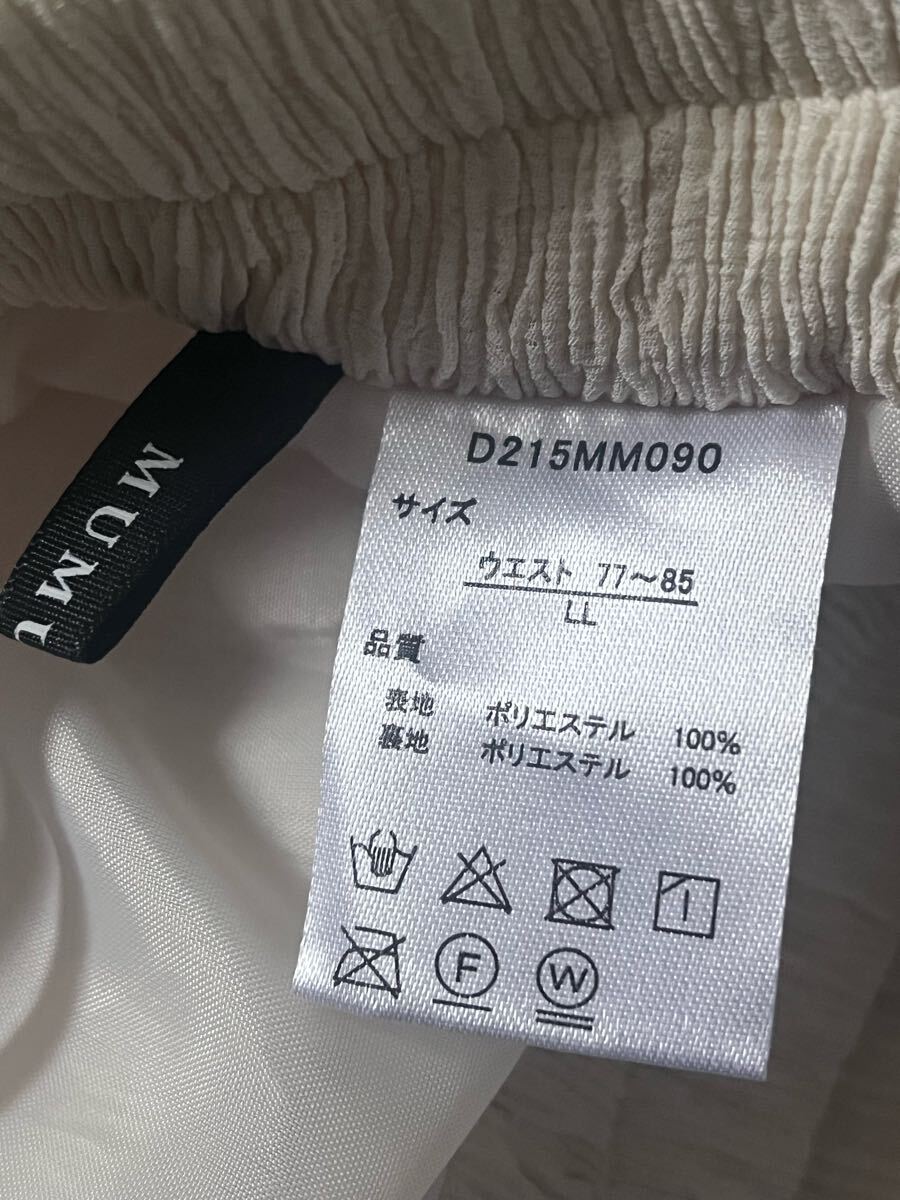 MUMU
D215MM090
サイズ
ウエスト 77～85
LL
品質
表地 ポリエステル 100%
裏地 ポリエステル 100%
F
W